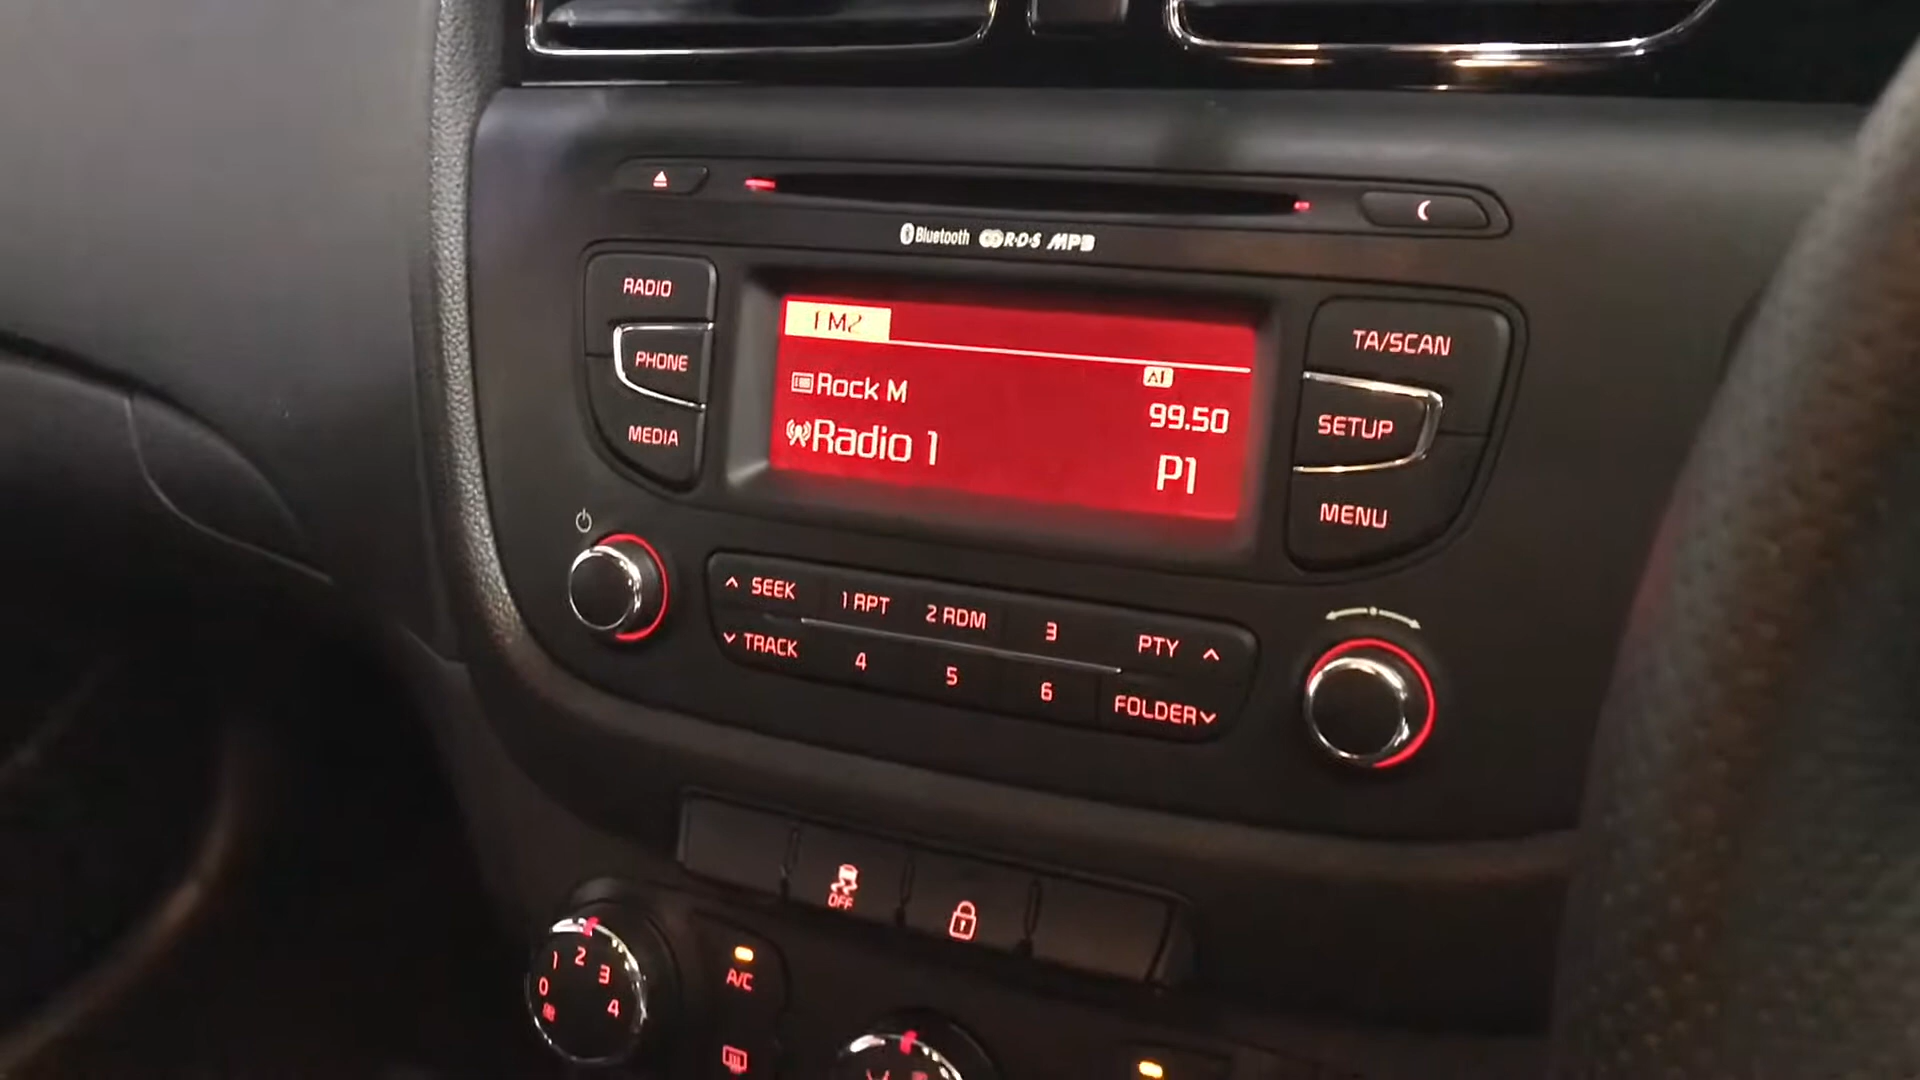 Bluetooth R·D·S MP3
RADIO
PHONE
MEDIA
FM2
Rock M
AF
99.50
Radio 1
P1
TA/SCAN
SETUP
MENU
SEEK
1 RPT
2 RDM
3
PTY
TRACK
4
5
6
FOLDER
OFF
0 1 2 3 4
A/C